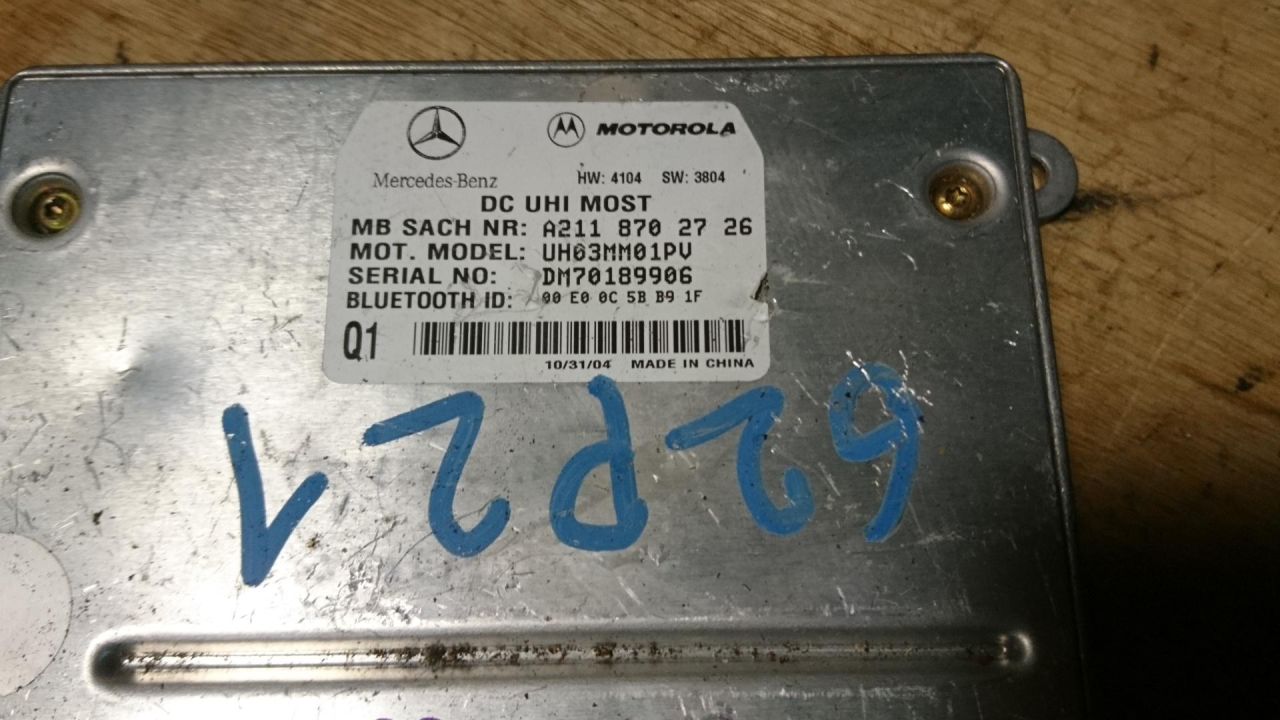 Mercedes-Benz
MOTOROLA
HW: 4104 SW: 3804
DC UHI MOST
MB SACH NR: A211 870 27 26
MOT. MODEL: UH63MM01PV
SERIAL NO: DM70189906
BLUETOOTH ID: 00 E0 0C 5B B9 1F
Q1
10/31/04 MADE IN CHINA
62P21